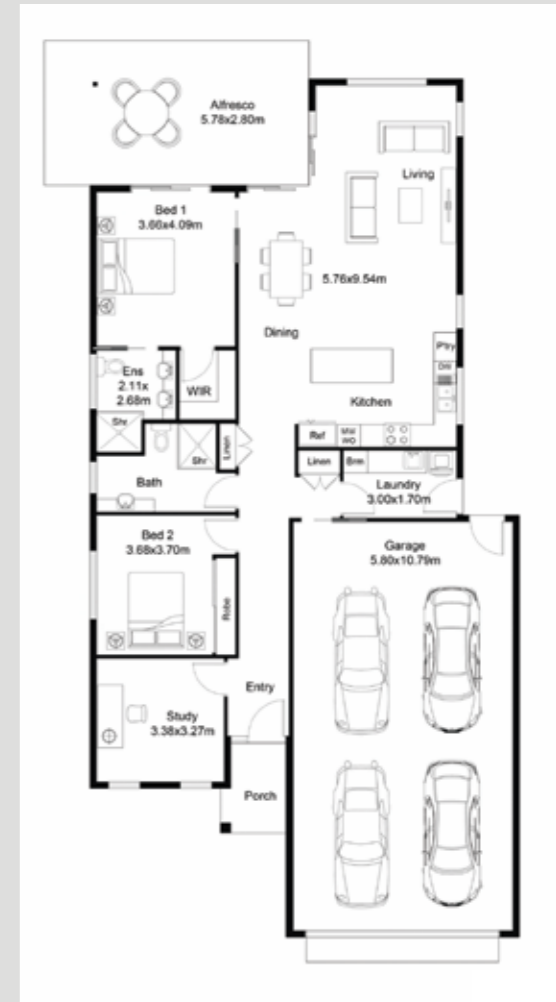 Alfresco
5.78x2.80m
Living
Bed 1
3.66x4.09m
5.76x9.54m
Dining
P'try
DW
Ens
2.11x
2.68m
WIR
Kitchen
Shr
Ref
MW
WO
Linen
Shr
Linen
Brm
Bath
Laundry
3.00x1.70m
Bed 2
3.68x3.70m
Garage
5.80x10.79m
Robe
Entry
Study
3.38x3.27m
Porch